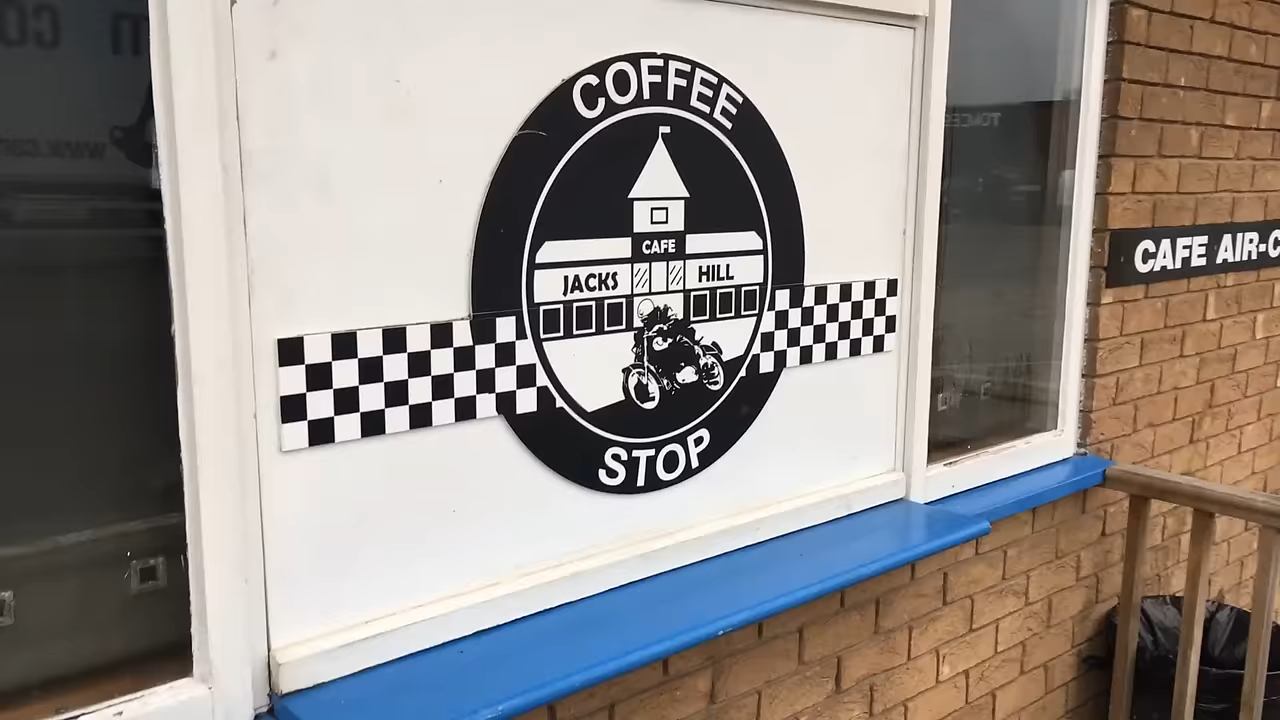 COFFEE
CAFE
JACKS HILL
STOP
CAFE AIR-C